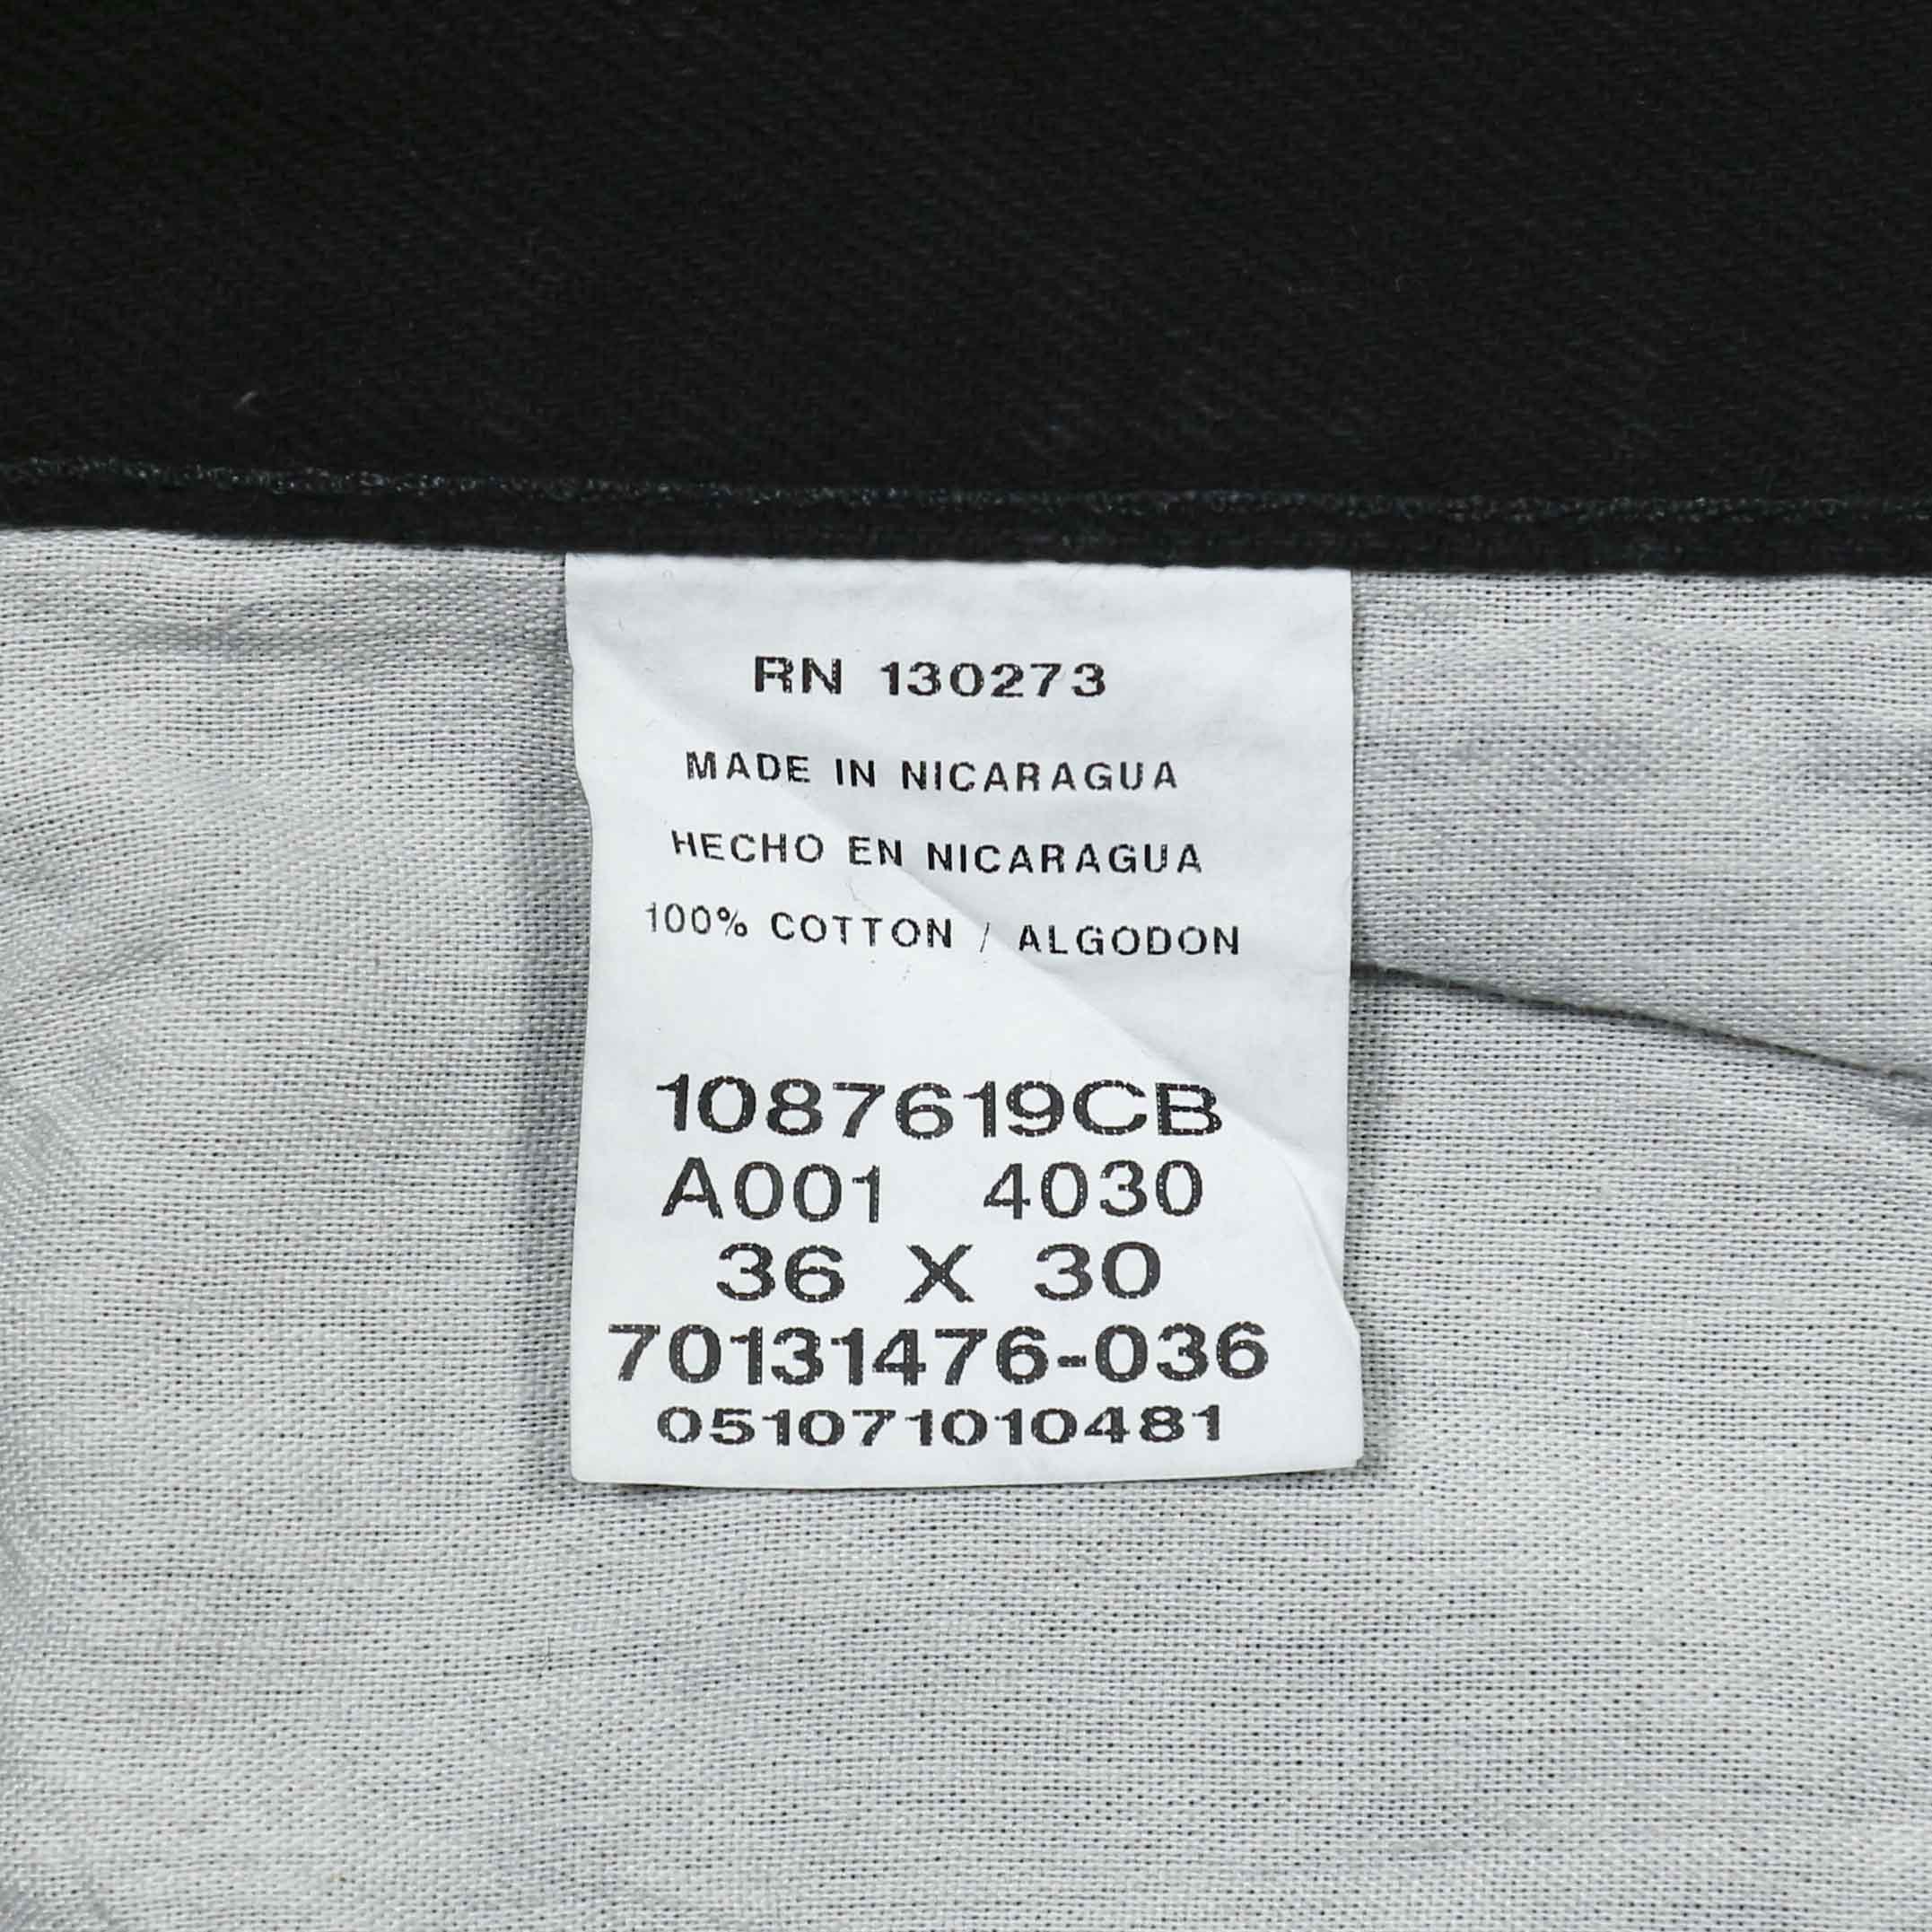 RN 130273
MADE IN NICARAGUA
HECHO EN NICARAGUA
100% COTTON / ALGODON
1087619CB
A001 4030
36 X 30
70131476-036
051071010481